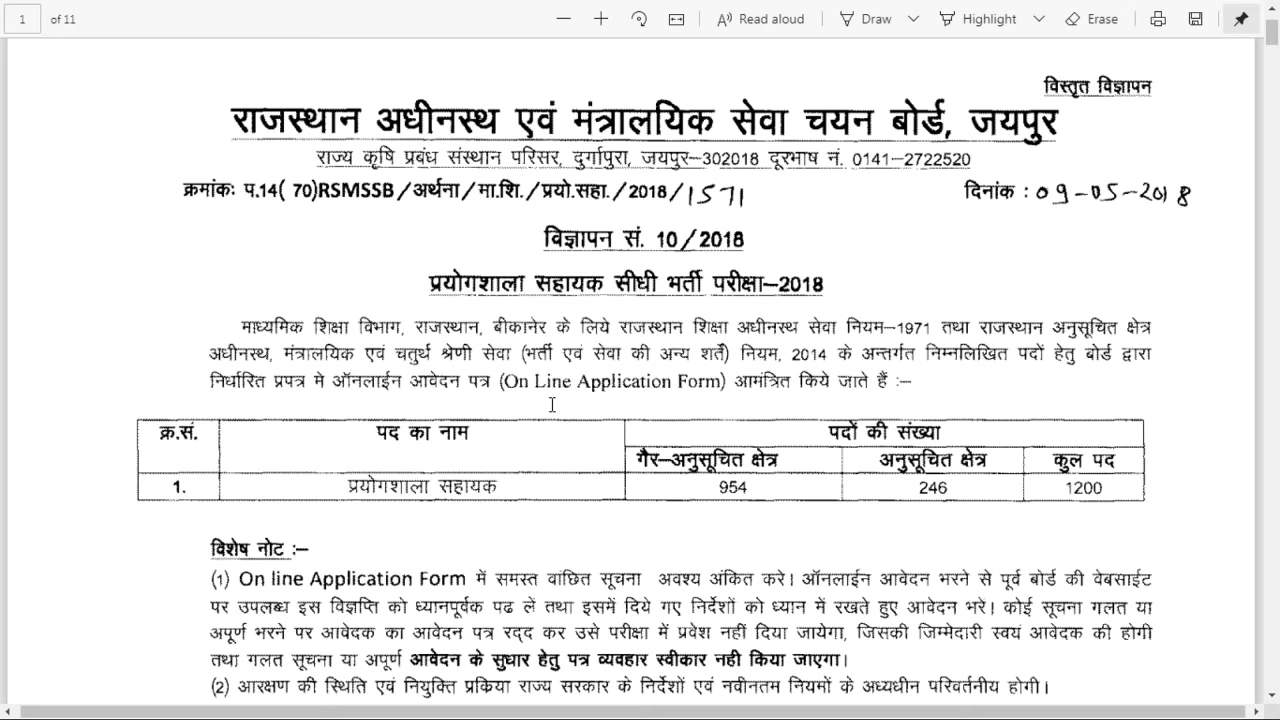 1 of 11 Read aloud Draw Highlight Erase
विस्तृत विज्ञापन
राजस्थान अधीनस्थ एवं मंत्रालयिक सेवा चयन बोर्ड, जयपुर
राज्य कृषि प्रबंध संस्थान परिसर, दुर्गापुरा, जयपुर–302018 दूरभाष नं. 0141–2722520
क्रमांकः प.14( 70)RSMSSB/अर्थना/मा.शि./प्रयो.सहा./2018/1571 दिनांक : 09-05-2018
विज्ञापन सं. 10/2018
प्रयोगशाला सहायक सीधी भर्ती परीक्षा–2018
माध्यमिक शिक्षा विभाग, राजस्थान, बीकानेर के लिये राजस्थान शिक्षा अधीनस्थ सेवा नियम–1971 तथा राजस्थान अनुसूचित क्षेत्र
अधीनस्थ, मंत्रालयिक एवं चतुर्थ श्रेणी सेवा (भर्ती एवं सेवा की अन्य शर्तें) नियम, 2014 के अन्तर्गत निम्नलिखित पदों हेतु बोर्ड द्वारा
निर्धारित प्रपत्र मे ऑनलाईन आवेदन पत्र (On Line Application Form) आमंत्रित किये जाते हैं :–
क्र.सं. पद का नाम पदों की संख्या
गैर–अनुसूचित क्षेत्र अनुसूचित क्षेत्र कुल पद
1. प्रयोगशाला सहायक 954 246 1200
विशेष नोट :–
(1) On line Application Form में समस्त वांछित सूचना अवश्य अंकित करे। ऑनलाईन आवेदन भरने से पूर्व बोर्ड की वेबसाईट
पर उपलब्ध इस विज्ञप्ति को ध्यानपूर्वक पढ लें तथा इसमें दिये गए निर्देशों को ध्यान में रखते हुए आवेदन भरे। कोई सूचना गलत या
अपूर्ण भरने पर आवेदक का आवेदन पत्र रद्द कर उसे परीक्षा में प्रवेश नहीं दिया जायेगा, जिसकी जिम्मेदारी स्वयं आवेदक की होगी
तथा गलत सूचना या अपूर्ण आवेदन के सुधार हेतु पत्र व्यवहार स्वीकार नही किया जाएगा।
(2) आरक्षण की स्थिति एवं नियुक्ति प्रक्रिया राज्य सरकार के निर्देशों एवं नवीनतम नियमों के अध्यधीन परिवर्तनीय होगी।